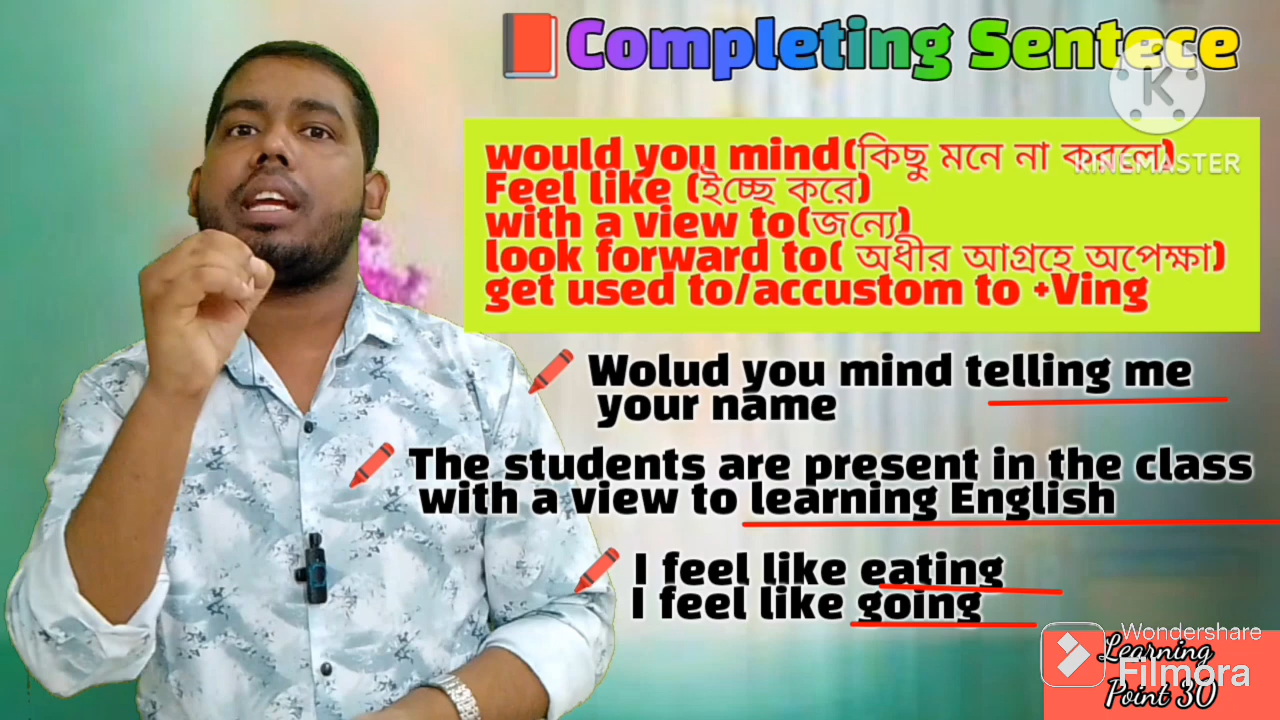 Completing Sentece
K
KINEMASTER
would you mind(কিছু মনে না করলে)
Feel like (ইচ্ছে করে)
with a view to(জন্যে)
look forward to( অধীর আগ্রহে অপেক্ষা)
get used to/accustom to +Ving
Wolud you mind telling me
your name
The students are present in the class
with a view to learning English
I feel like eating
I feel like going
Wondershare
Filmora
Learning
Point 30